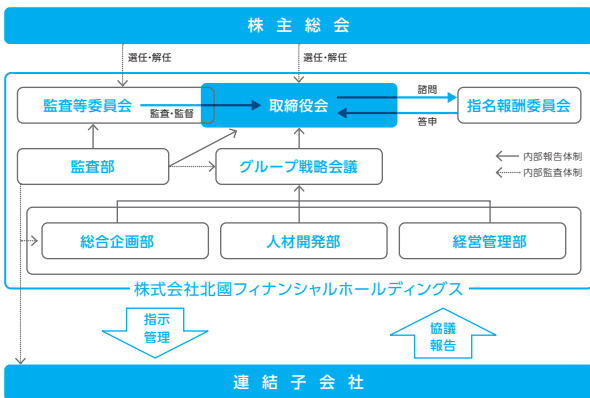 株主総会
選任・解任
選任・解任
監査等委員会
監査・監督
取締役会
諮問
答申
指名報酬委員会
監査部
グループ戦略会議
内部報告体制
内部監査体制
総合企画部
人材開発部
経営管理部
株式会社北國フィナンシャルホールディングス
指示
管理
協議
報告
連結子会社